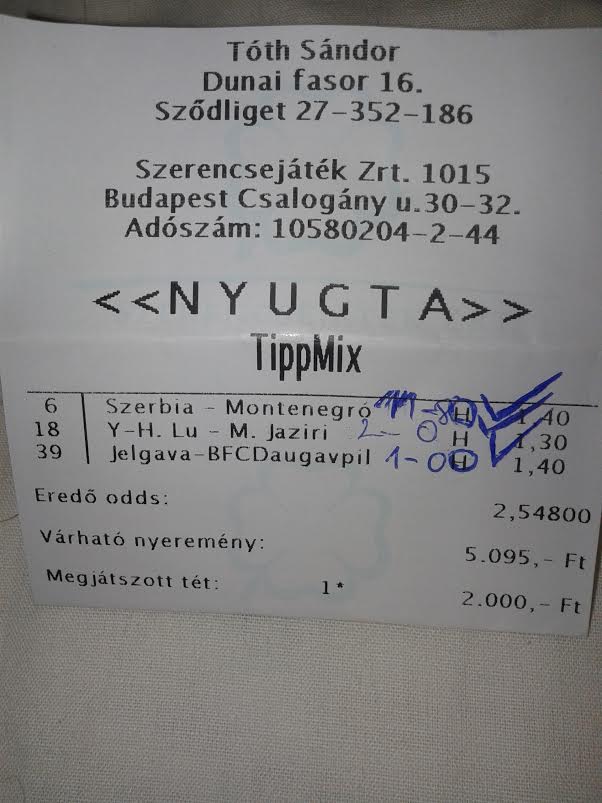 Tóth Sándor
Dunai fasor 16.
Sződliget 27-352-186
Szerencsejáték Zrt. 1015
Budapest Csalogány u.30-32.
Adószám: 10580204-2-44
<<N Y U G T A>>
TippMix
6 Szerbia - Montenegró -8 H 1,40
18 Y-H. Lu - M. Jaziri 2-0 H 1,30
39 Jelgava-BFCDaugavpil 1-0 H 1,40
Eredő odds: 2,54800
Várható nyeremény: 5.095,- Ft
Megjátszott tét: 1* 2.000,- Ft